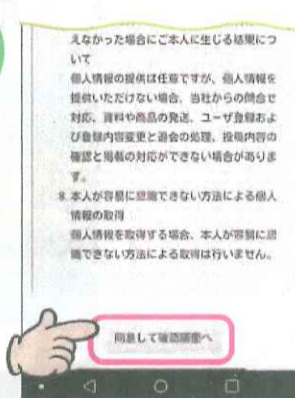 えなかった場合にご本人に生じる結果につ
いて
個人情報の提供は任意ですが、個人情報を
提供いただけない場合、当社からの問合せ
対応、資料や商品の発送、ユーザ登録およ
び登録内容変更と退会の処理、投稿内容の
確認と掲載の対応ができない場合がありま
す。
8. 本人が容易に認識できない方法による個人
情報の取得
個人情報を取得する場合、本人が容易に認
識できない方法による取得は行いません。
同意して確認画面へ